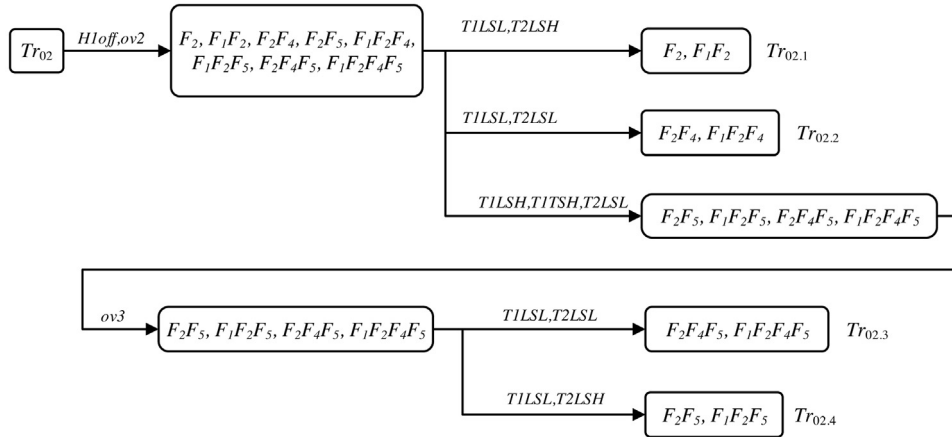 Tr₀₂
H1off,ov2
F₂, F₁F₂, F₂F₄, F₂F₅, F₁F₂F₄,
F₁F₂F₅, F₂F₄F₅, F₁F₂F₄F₅
T1LSL,T2LSH
F₂, F₁F₂
Tr₀₂.₁
T1LSL,T2LSL
F₂F₄, F₁F₂F₄
Tr₀₂.₂
T1LSH,T1TSH,T2LSL
F₂F₅, F₁F₂F₅, F₂F₄F₅, F₁F₂F₄F₅
ov3
F₂F₅, F₁F₂F₅, F₂F₄F₅, F₁F₂F₄F₅
T1LSL,T2LSL
F₂F₄F₅, F₁F₂F₄F₅
Tr₀₂.₃
T1LSL,T2LSH
F₂F₅, F₁F₂F₅
Tr₀₂.₄